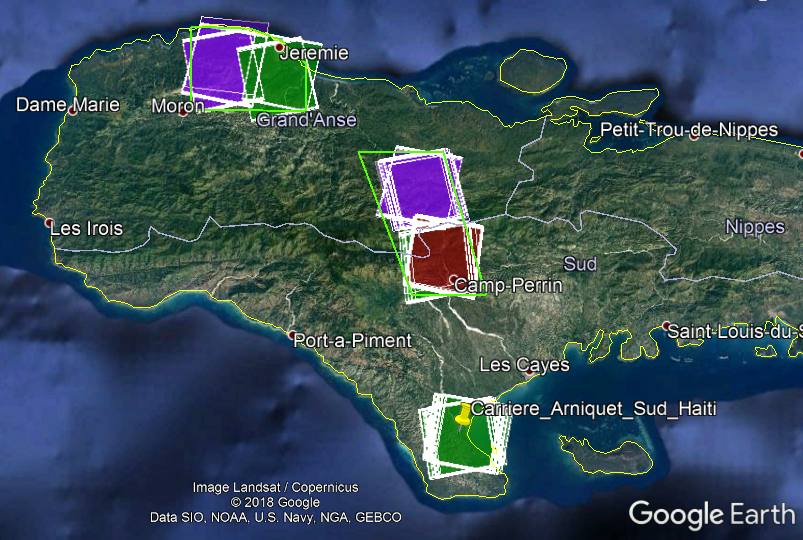 Jeremie
Dame Marie
Moron
Grand'Anse
Petit-Trou-de-Nippes
Les Irois
Nippes
Sud
Camp-Perrin
Port-a-Piment
Saint-Louis-du-S
Les Cayes
Carriere_Arniquet_Sud_Haiti
Image Landsat / Copernicus
© 2018 Google
Data SIO, NOAA, U.S. Navy, NGA, GEBCO
Google Earth